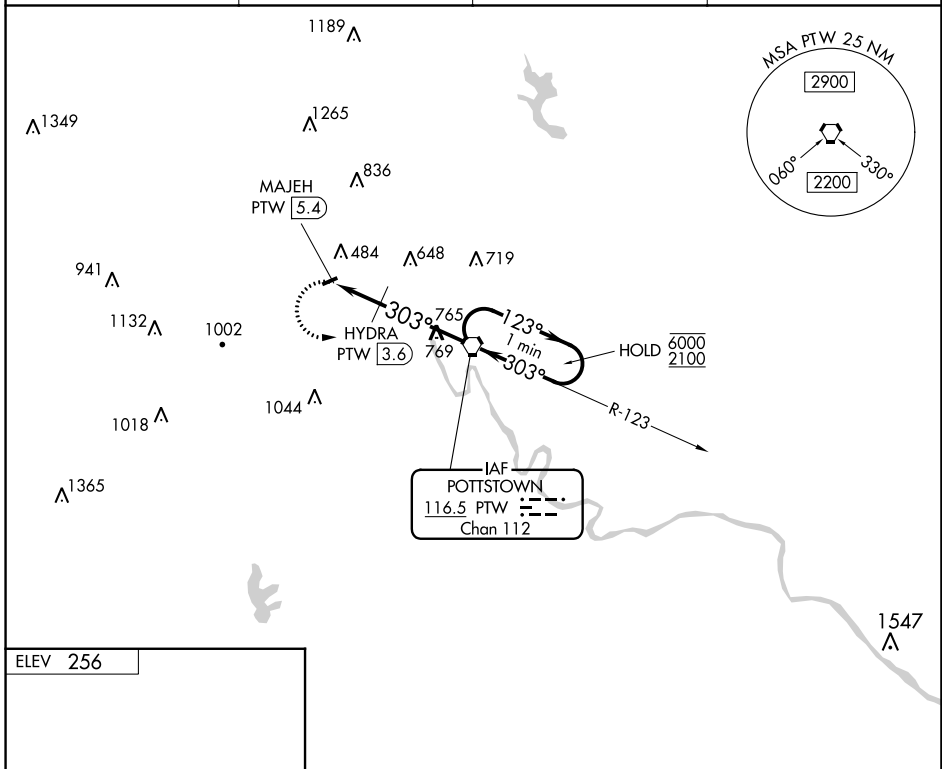 1189
MSA PTW 25 NM
2900
060°
330°
2200
1349
1265
836
MAJEH
PTW 5.4
484
648
719
941
303°
765
123°
1 min
303°
1132
1002
HYDRA
PTW 3.6
769
HOLD 6000
2100
1044
1018
R-123
1365
IAF
POTTSTOWN
116.5 PTW
Chan 112
1547
ELEV 256